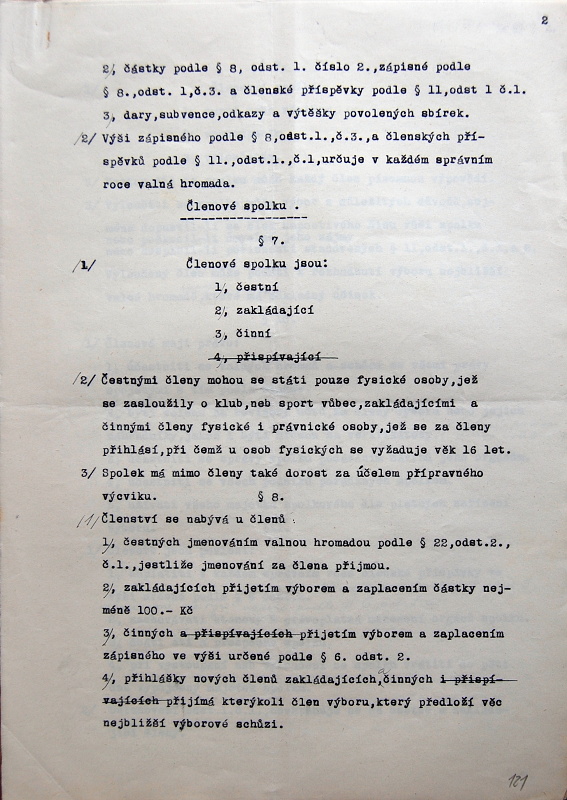 2
2/, částky podle § 8, odst. 1. číslo 2.,zápisné podle
§ 8.,odst. 1,č.3. a členské příspěvky podle § 11,odst 1 č.1.
3, dary,subvence,odkazy a výtěšky povolených sbírek.
/2/ Výši zápisného podle § 8,odst.1.,č.3.,a členských pří-
spěvků podle § 11.,odst.1.,č.1,určuje v každém správním
roce valná hromada.
Členové spolku .
------------------
§ 7.
/1/ Členové spolku jsou:
1/, čestní
2/, zakládající
3/, činní
4, přispívající
/2/ Čestnými členy mohou se státi pouze fysické osoby,jež
se zasloužily o klub,neb sport vůbec,zakládajícími a
činnými členy fysické i právnické osoby,jež se za členy
přihlásí,při čemž u osob fysických se vyžaduje věk 16 let.
3/ Spolek má mimo členy také dorost za účelem přípravného
výcviku. § 8.
/1/ Členství se nabývá u členů .
1/, čestných jmenováním valnou hromadou podle § 22,odst.2.,
č.1.,jestliže jmenování za člena přijmou.
2/, zakládajících přijetím výborem a zaplacením částky nej-
méně 100.- Kč
3/, činných a přispívajících přijetím výborem a zaplacením
zápisného ve výši určené podle § 6. odst. 2.
4/, přihlášky nových členů zakládajících,a činných i přispí-
vajících přijímá kterýkoli člen výboru,který předloží věc
nejbližší výborové schůzi.
121